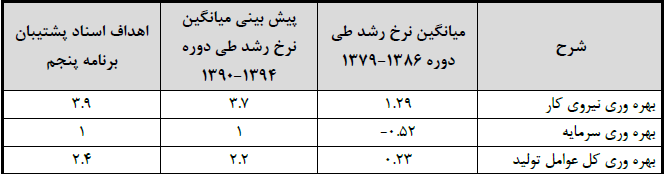 شرح
میانگین نرخ رشد طی
دوره ۱۳۸۶-۱۳۷۹
پیش بینی میانگین
نرخ رشد طی دوره
۱۳۹۴-۱۳۹۰
اهداف اسناد پشتیبان
برنامه پنجم
بهره وری نیروی کار ۱.۲۹ ۳.۷ ۳.۹
بهره وری سرمایه -۰.۵۲ ۱ ۱
بهره وری کل عوامل تولید ۰.۲۳ ۲.۲ ۲.۴